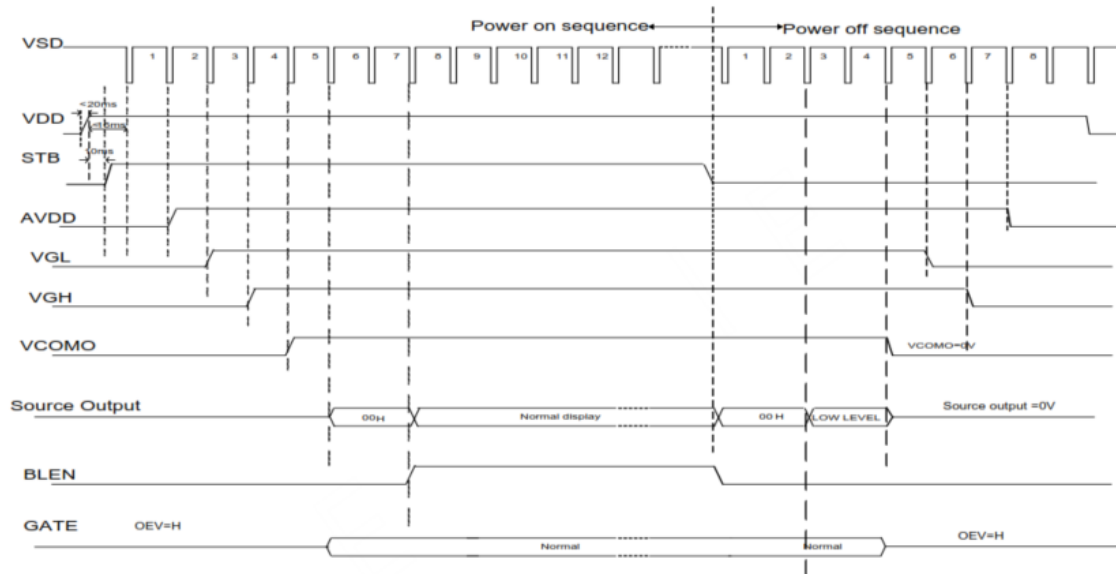 Power on sequence
Power off sequence
VSD
1 2 3 4 5 6 7 8 9 10 11 12 1 2 3 4 5 6 7 8
<20ms
VDD
STB
AVDD
VGL
VGH
VCOMO
VCOMO=0V
Source Output
00H
Normal display
00 H
LOW LEVEL
Source output =0V
BLEN
GATE
OEV=H
Normal
Normal
OEV=H